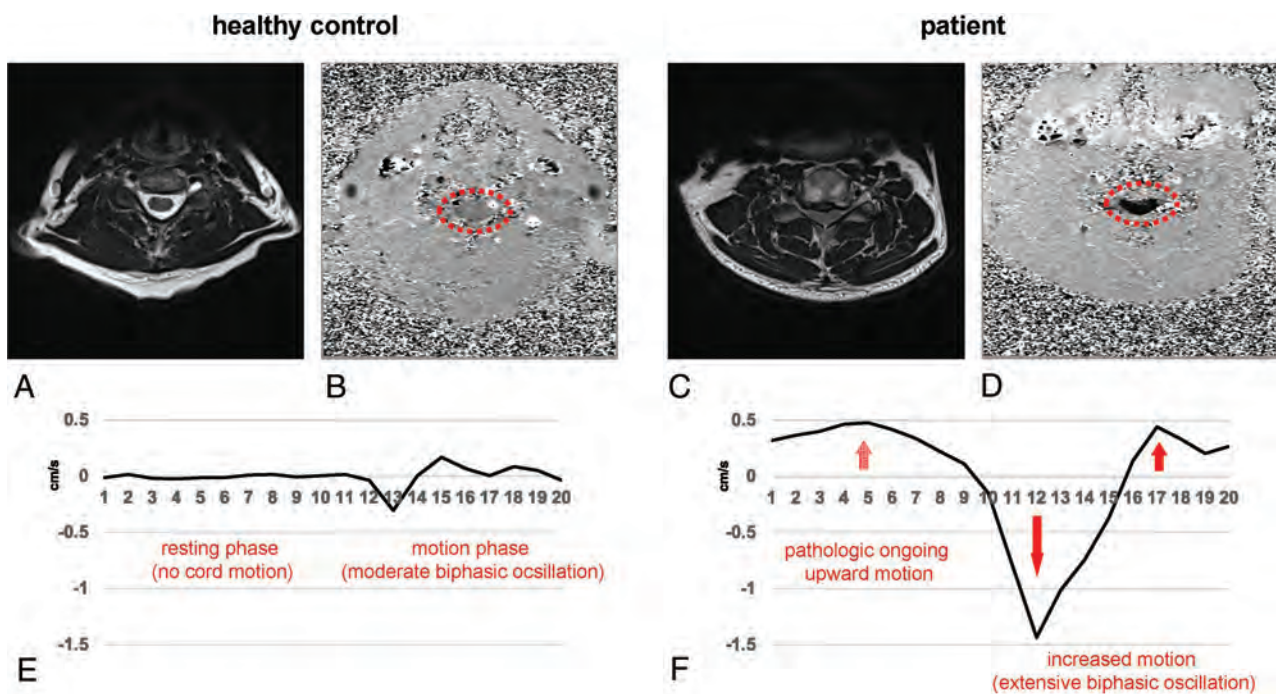 healthy control
patient
A
B
C
D
0.5
cm/s
0
1 2 3 4 5 6 7 8 9 10 11 12 13 14 15 16 17 18 19 20
-0.5
resting phase
(no cord motion)
motion phase
(moderate biphasic ocsillation)
-1
-1.5
E
0.5
cm/s
0
1 2 3 4 5 6 7 8 9 10 11 12 13 14 15 16 17 18 19 20
-0.5
pathologic ongoing
upward motion
-1
-1.5
increased motion
(extensive biphasic oscillation)
F